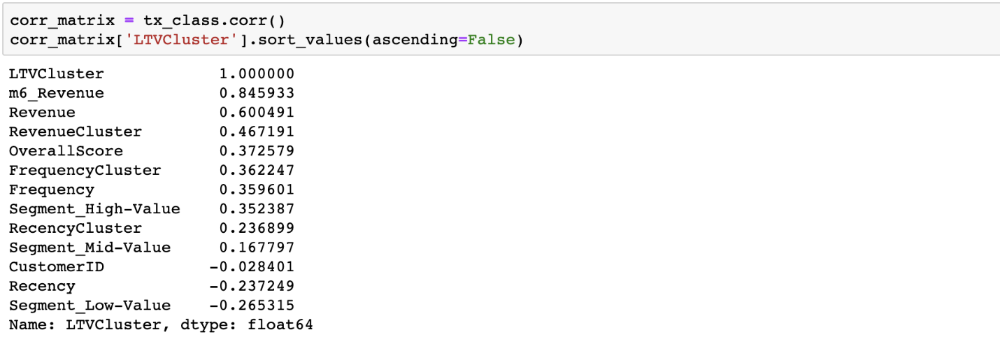 corr_matrix = tx_class.corr()
corr_matrix['LTVCluster'].sort_values(ascending=False)
LTVCluster 1.000000
m6_Revenue 0.845933
Revenue 0.600491
RevenueCluster 0.467191
OverallScore 0.372579
FrequencyCluster 0.362247
Frequency 0.359601
Segment_High-Value 0.352387
RecencyCluster 0.236899
Segment_Mid-Value 0.167797
CustomerID -0.028401
Recency -0.237249
Segment_Low-Value -0.265315
Name: LTVCluster, dtype: float64